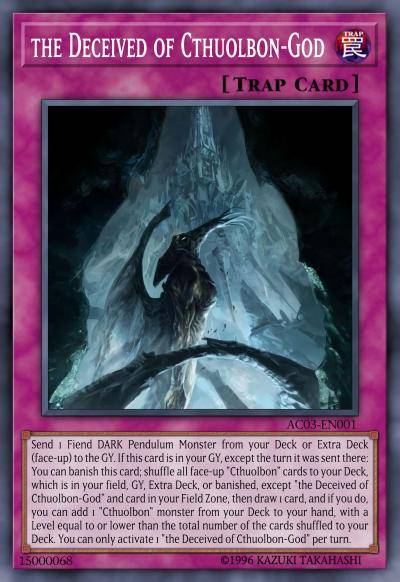 the Deceived of Cthuolbon-God
TRAP
罠
[Trap Card]
AC03-EN001
Send 1 Fiend DARK Pendulum Monster from your Deck or Extra Deck
(face-up) to the GY. If this card is in your GY, except the turn it was sent there:
You can banish this card; shuffle all face-up "Cthuolbon" cards to your Deck,
which is in your field, GY, Extra Deck, or banished, except "the Deceived of
Cthuolbon-God" and card in your Field Zone, then draw 1 card, and if you do,
you can add 1 "Cthuolbon" monster from your Deck to your hand, with a
Level equal to or lower than the total number of the cards shuffled to your
Deck. You can only activate 1 "the Deceived of Cthuolbon-God" per turn.
15000068
©1996 KAZUKI TAKAHASHI